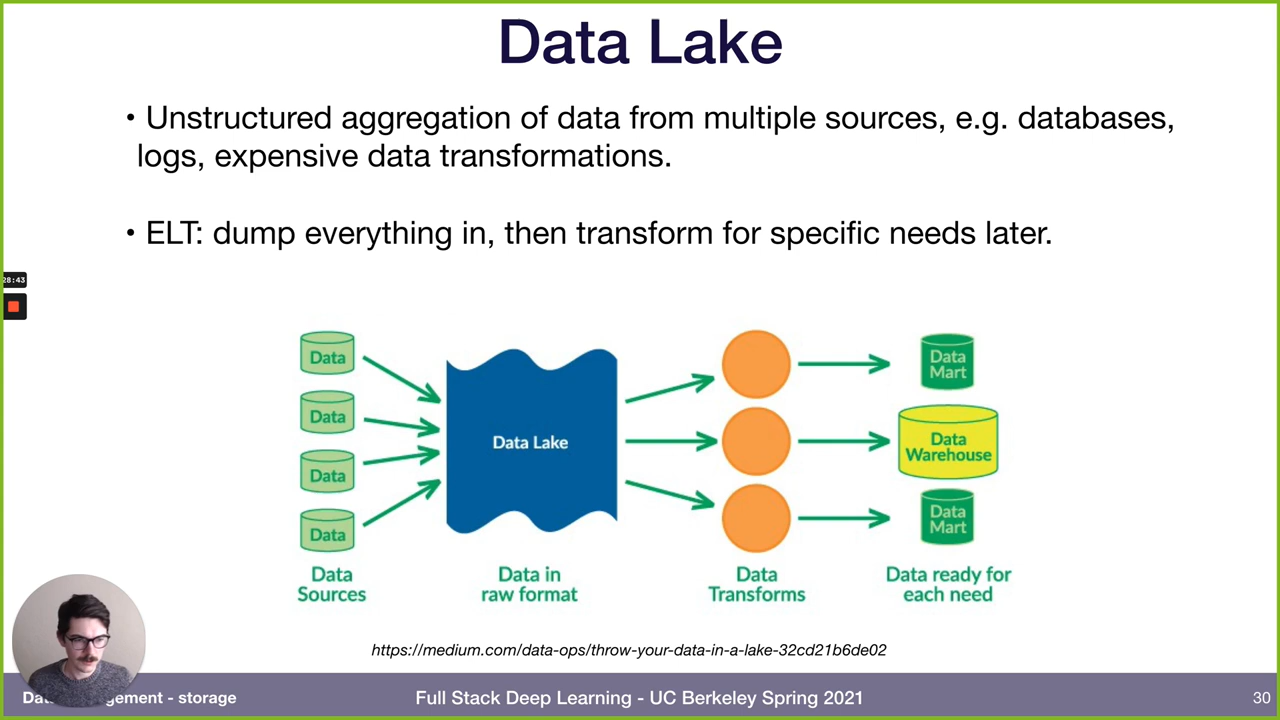 Data Lake
• Unstructured aggregation of data from multiple sources, e.g. databases,
logs, expensive data transformations.
• ELT: dump everything in, then transform for specific needs later.
28:43
Data
Data
Data
Data
Data Lake
Data
Mart
Data
Warehouse
Data
Mart
Data
Sources
Data in
raw format
Data
Transforms
Data ready for
each need
https://medium.com/data-ops/throw-your-data-in-a-lake-32cd21b6de02
gement - storage
Full Stack Deep Learning - UC Berkeley Spring 2021
30